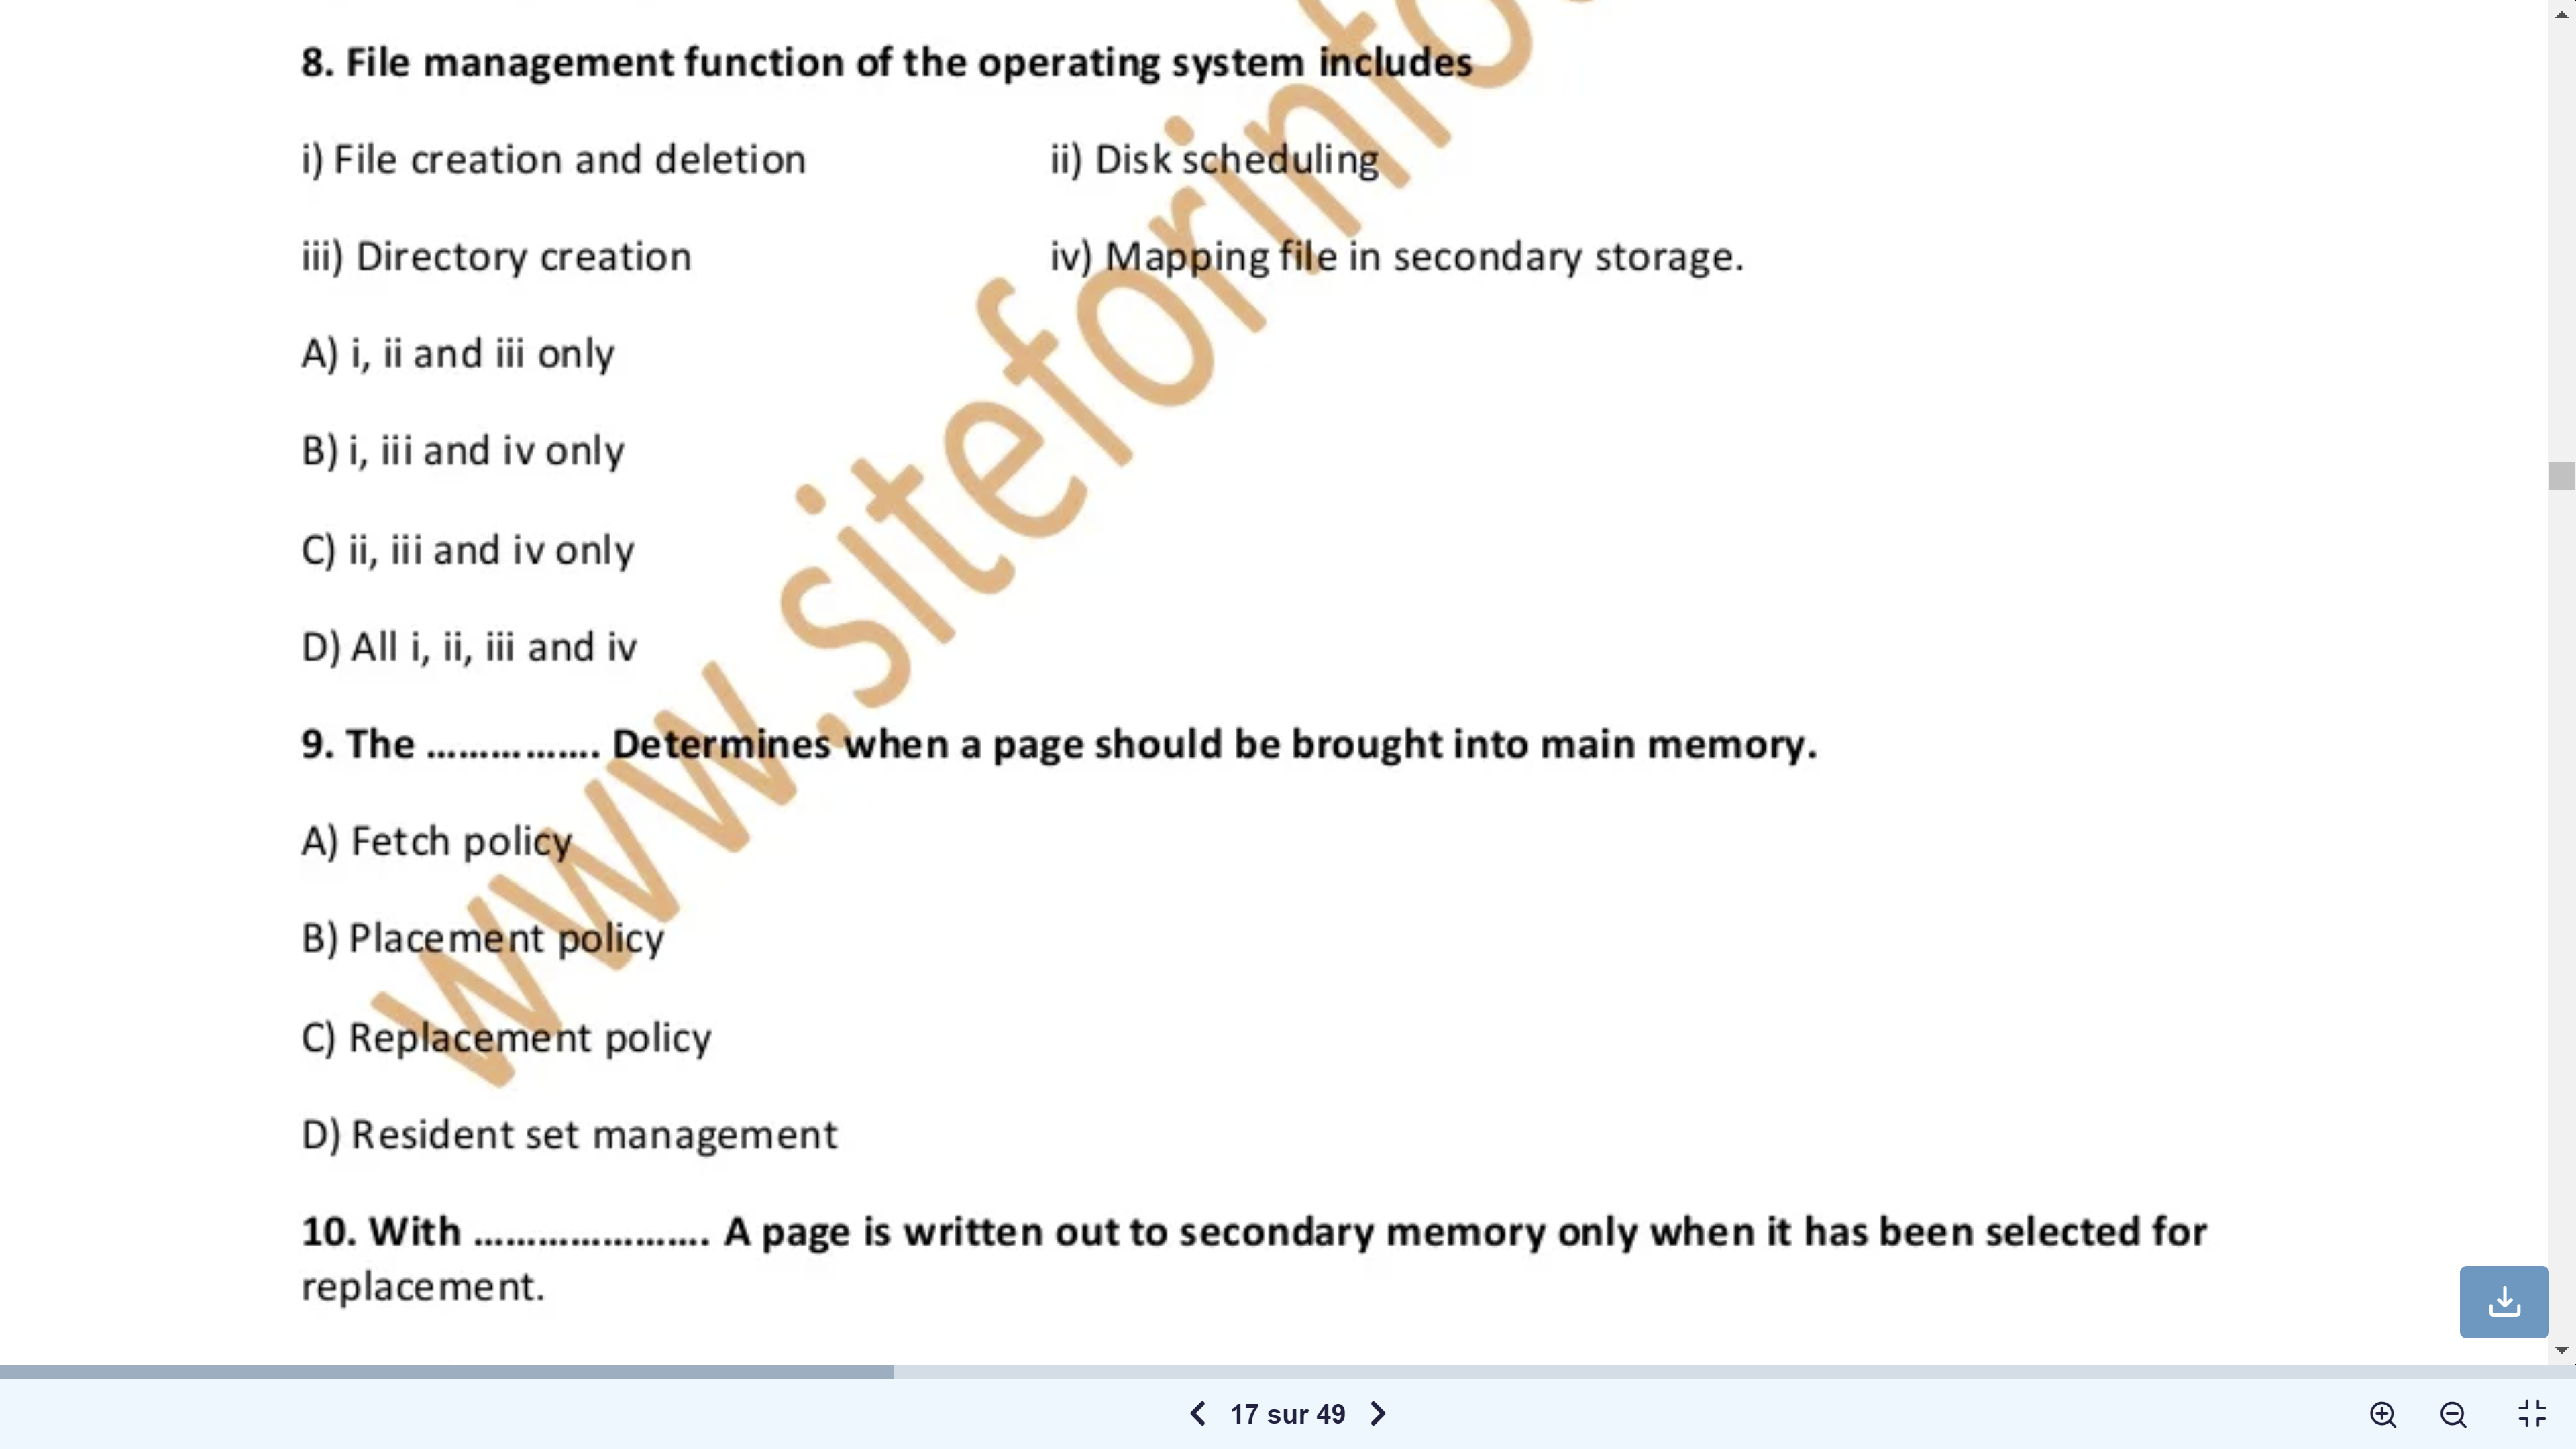 8. File management function of the operating system includes
i) File creation and deletion ii) Disk scheduling
iii) Directory creation iv) Mapping file in secondary storage.
A) i, ii and iii only
B) i, iii and iv only
C) ii, iii and iv only
D) All i, ii, iii and iv
9. The ................ Determines when a page should be brought into main memory.
A) Fetch policy
B) Placement policy
C) Replacement policy
D) Resident set management
10. With ...................... A page is written out to secondary memory only when it has been selected for
replacement.
www.siteforinfo
17 sur 49